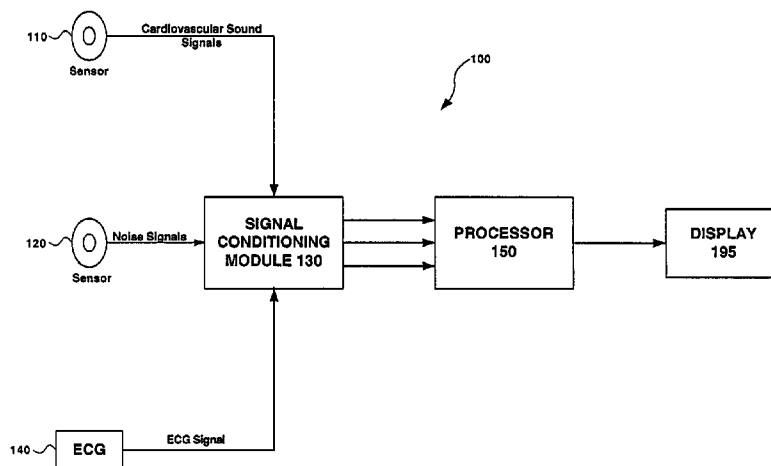 110
Cardiovascular Sound
Signals
Sensor
100
120
Noise Signals
Sensor
SIGNAL
CONDITIONING
MODULE 130
PROCESSOR
150
DISPLAY
195
140
ECG
ECG Signal